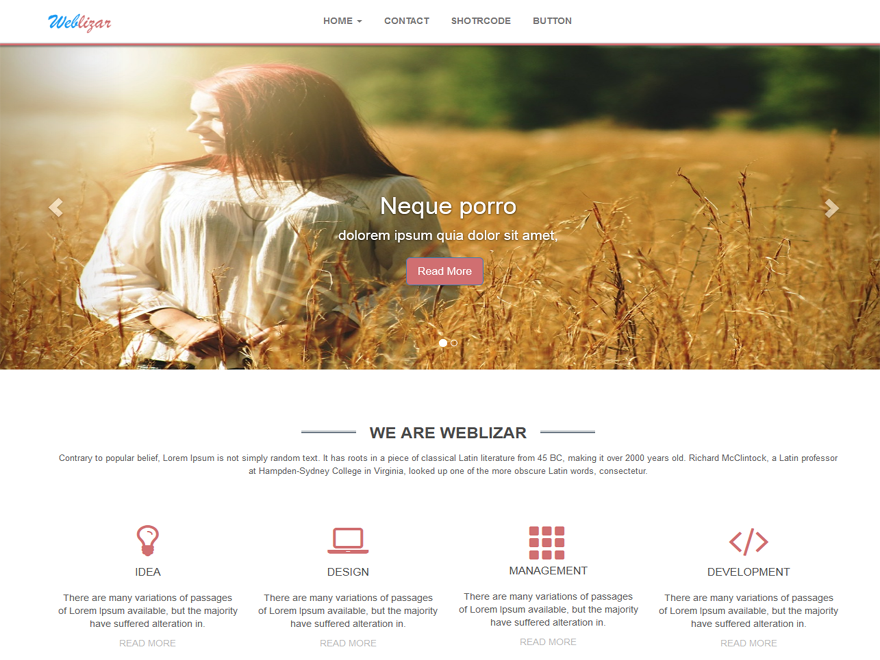 Weblizar
HOME CONTACT SHOTRCODE BUTTON
Neque porro
dolorem ipsum quia dolor sit amet,
Read More
WE ARE WEBLIZAR
Contrary to popular belief, Lorem Ipsum is not simply random text. It has roots in a piece of classical Latin literature from 45 BC, making it over 2000 years old. Richard McClintock, a Latin professor
at Hampden-Sydney College in Virginia, looked up one of the more obscure Latin words, consectetur.
IDEA
There are many variations of passages
of Lorem Ipsum available, but the majority
have suffered alteration in.
READ MORE
DESIGN
There are many variations of passages
of Lorem Ipsum available, but the majority
have suffered alteration in.
READ MORE
MANAGEMENT
There are many variations of passages
of Lorem Ipsum available, but the majority
have suffered alteration in.
READ MORE
DEVELOPMENT
There are many variations of passages
of Lorem Ipsum available, but the majority
have suffered alteration in.
READ MORE